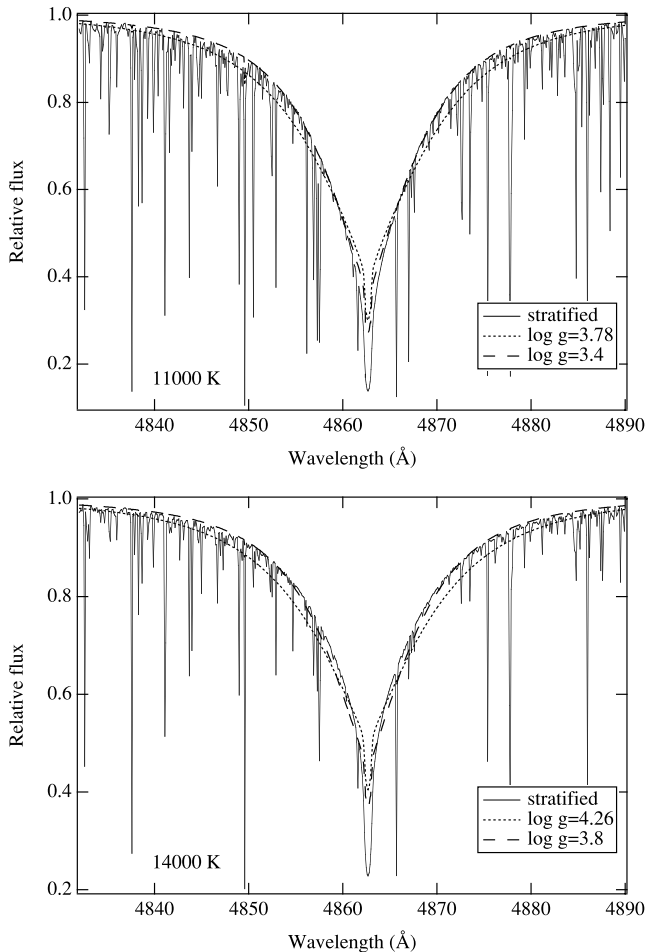 1.0
0.8
0.6
0.4
0.2
Relative flux
11000 K
stratified
log g=3.78
log g=3.4
4840 4850 4860 4870 4880 4890
Wavelength (Å)
1.0
0.8
0.6
0.4
0.2
Relative flux
14000 K
stratified
log g=4.26
log g=3.8
4840 4850 4860 4870 4880 4890
Wavelength (Å)